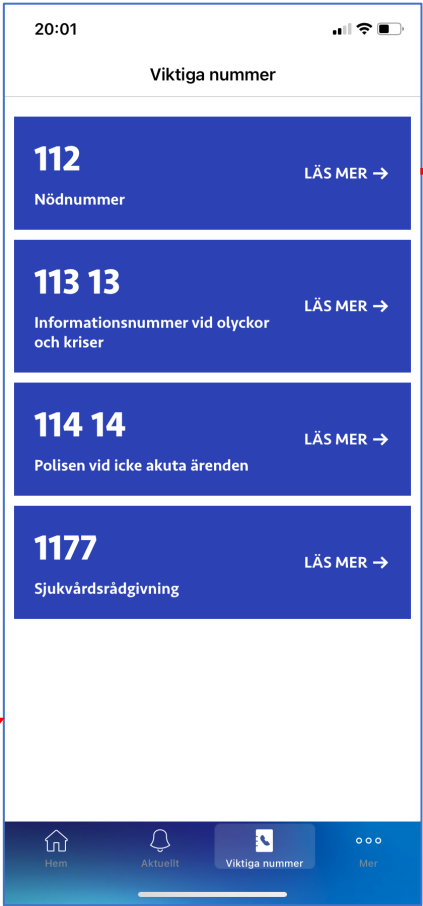 20:01
Viktiga nummer
112
LÄS MER →
Nödnummer
113 13
LÄS MER →
Informationsnummer vid olyckor
och kriser
114 14
LÄS MER →
Polisen vid icke akuta ärenden
1177
LÄS MER →
Sjukvårdsrådgivning
Hem
Aktuellt
Viktiga nummer
Mer